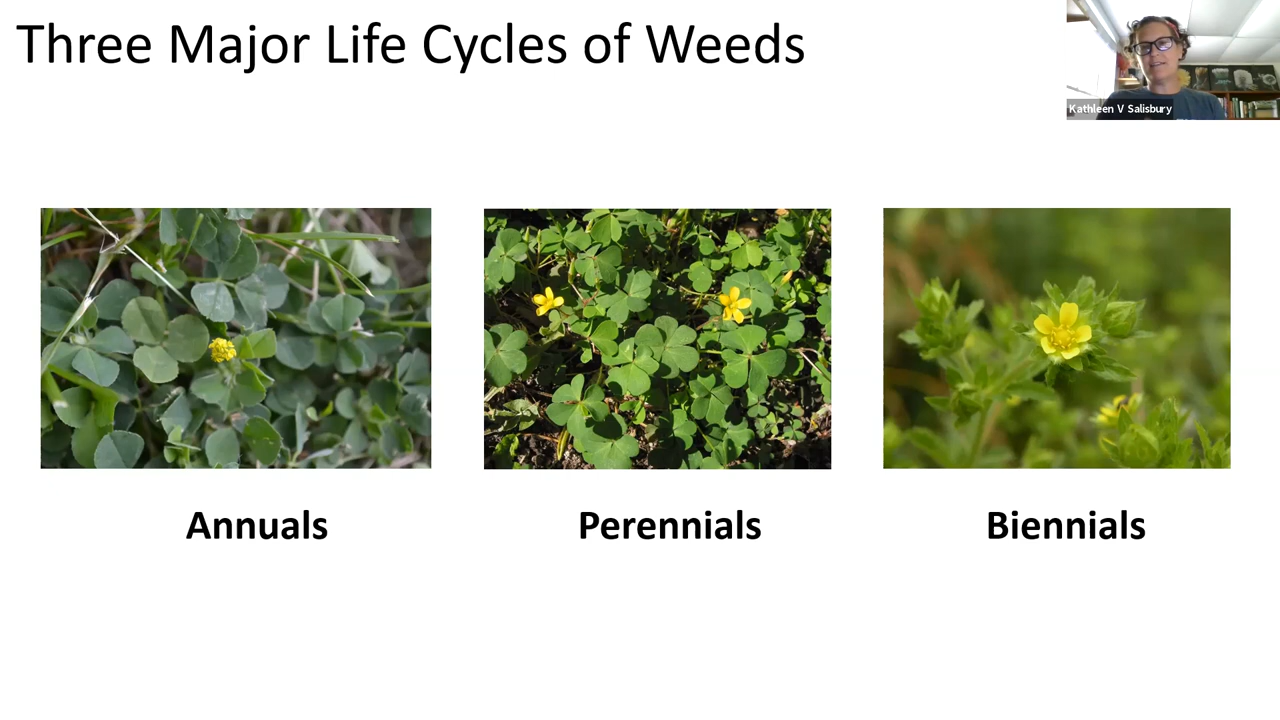 Three Major Life Cycles of Weeds
Kathleen V Salisbury
Annuals
Perennials
Biennials